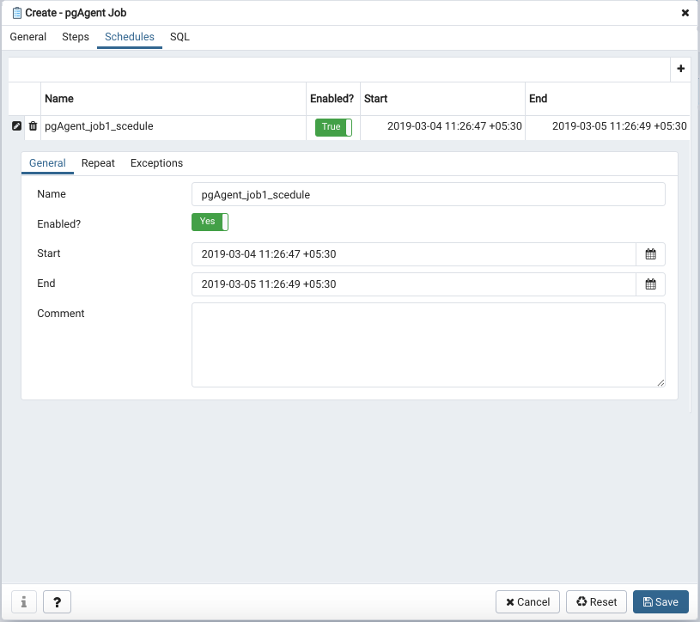 Create - pgAgent Job
General Steps Schedules SQL
Name Enabled? Start End
pgAgent_job1_scedule True 2019-03-04 11:26:47 +05:30 2019-03-05 11:26:49 +05:30
General Repeat Exceptions
Name pgAgent_job1_scedule
Enabled? Yes
Start 2019-03-04 11:26:47 +05:30
End 2019-03-05 11:26:49 +05:30
Comment
Cancel Reset Save